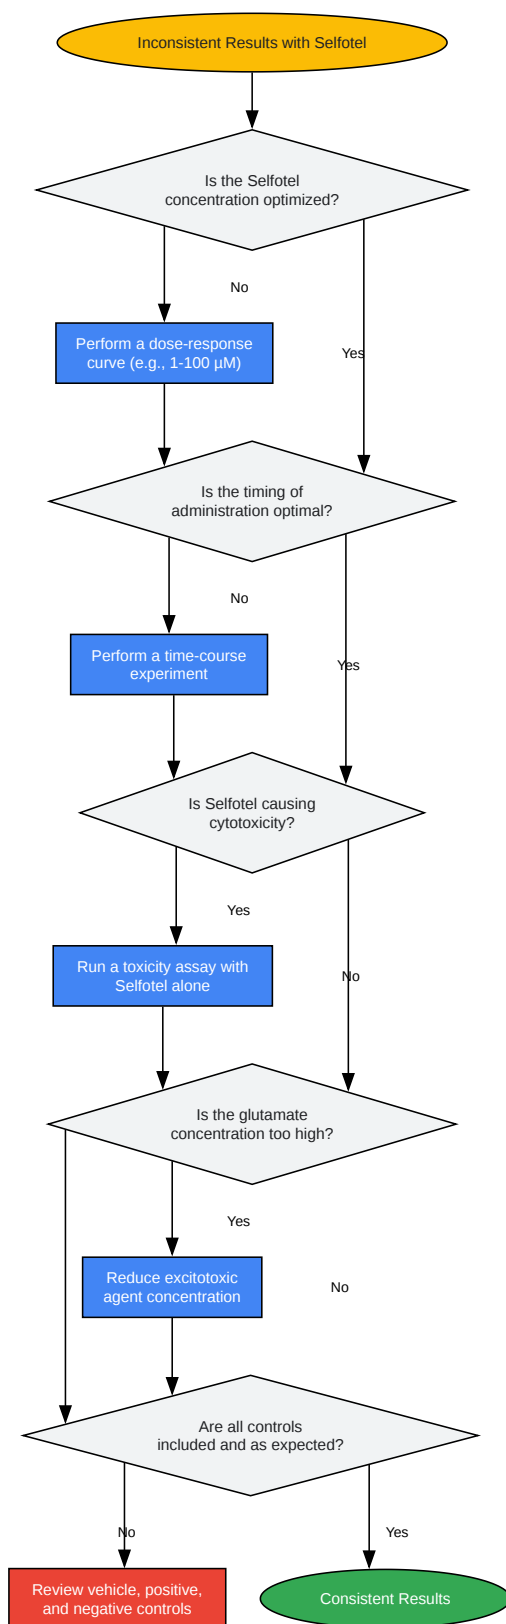 Inconsistent Results with Selfotel
Is the Selfotel
concentration optimized?
No
Perform a dose-response
curve (e.g., 1-100 µM)
Yes
Is the timing of
administration optimal?
No
Perform a time-course
experiment
Yes
Is Selfotel causing
cytotoxicity?
Yes
Run a toxicity assay with
Selfotel alone
No
Is the glutamate
concentration too high?
Yes
Reduce excitotoxic
agent concentration
No
Are all controls
included and as expected?
No
Yes
Review vehicle, positive,
and negative controls
Consistent Results